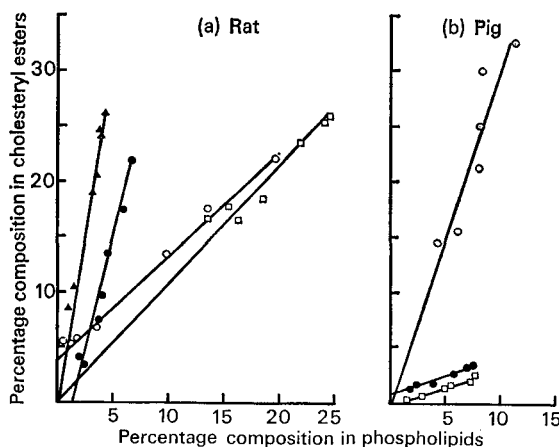 Percentage composition in cholesteryl esters
(a) Rat
(b) Pig
30
20
10
5
10
15
20
25
5
10
15
Percentage composition in phospholipids